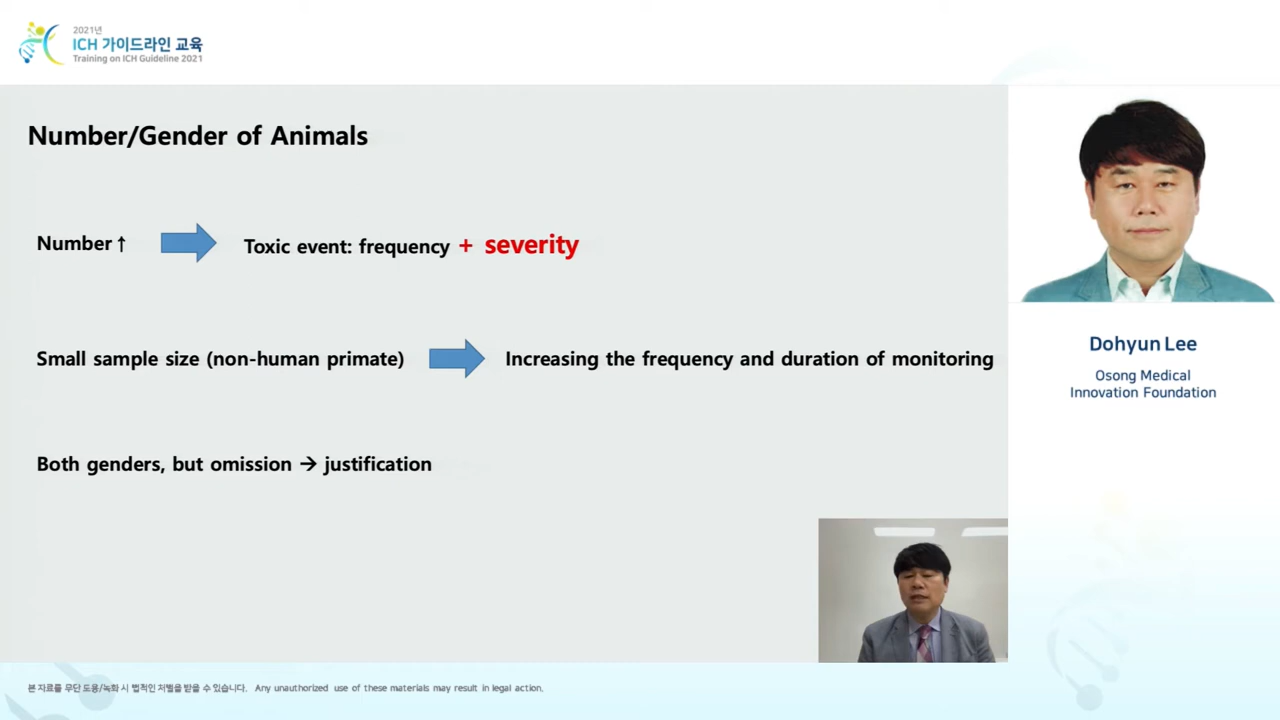 2021년
ICH 가이드라인 교육
Training on ICH Guideline 2021
Number/Gender of Animals
Number ↑
Toxic event: frequency + severity
Small sample size (non-human primate)
Increasing the frequency and duration of monitoring
Both genders, but omission → justification
Dohyun Lee
Osong Medical
Innovation Foundation
본 자료를 무단 도용/녹화 시 법적인 처벌을 받을 수 있습니다. Any unauthorized use of these materials may result in legal action.